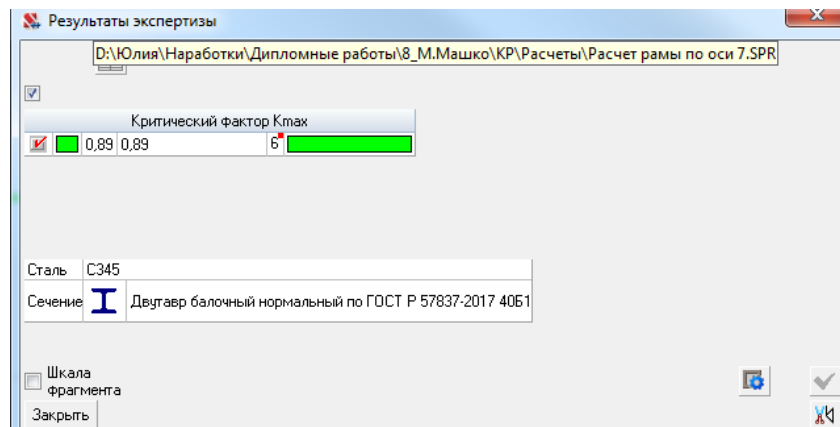 Результаты экспертизы
D:\Юлия\Наработки\Дипломные работы\8_М.Машко\КР\Расчеты\Расчет рамы по оси 7.SPR
Критический фактор Kmax
0,89 0,89 6
Сталь С345
Сечение Двутавр балочный нормальный по ГОСТ Р 57837-2017 40Б1
Шкала
фрагмента
Закрыть